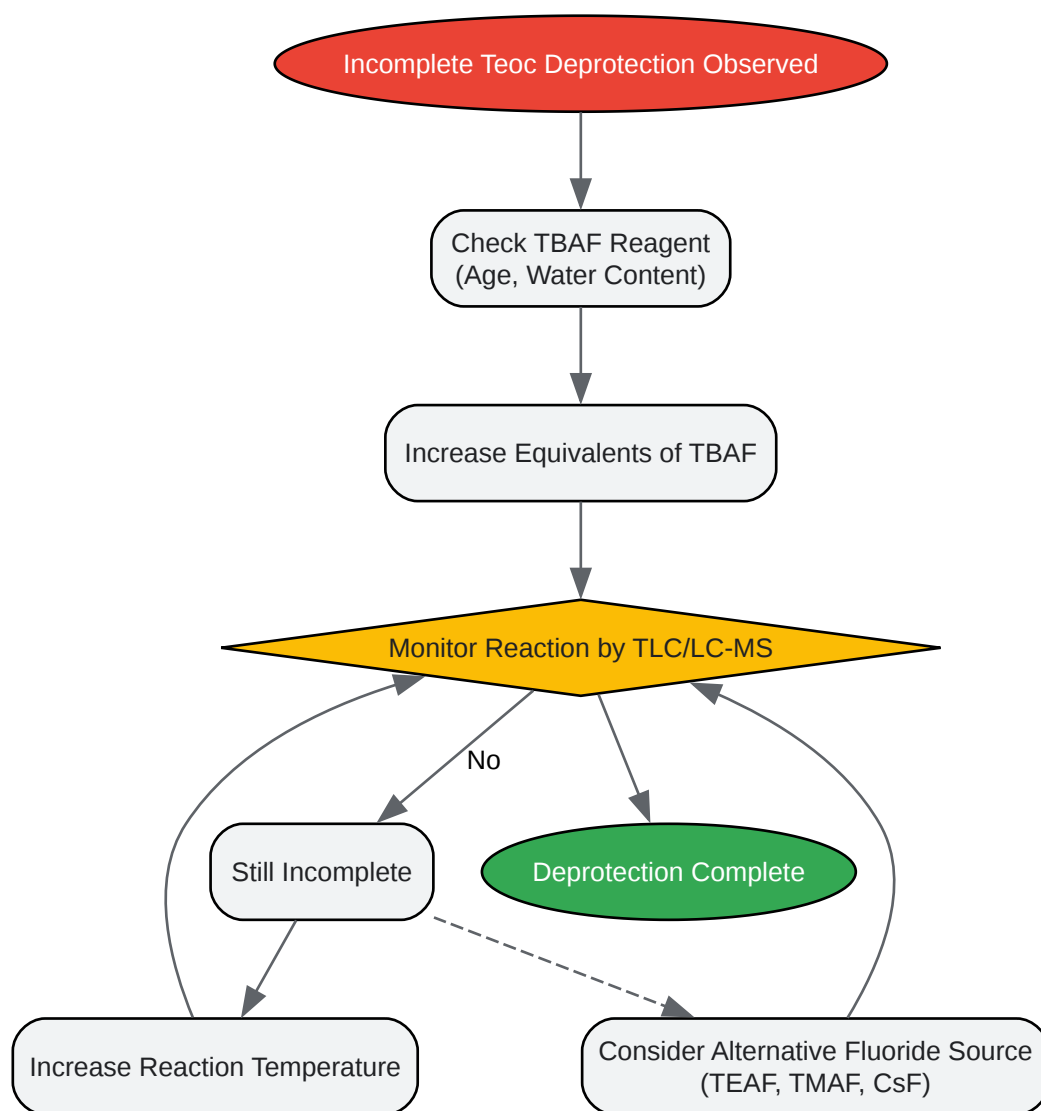 Incomplete Teoc Deprotection Observed
Check TBAF Reagent
(Age, Water Content)
Increase Equivalents of TBAF
Monitor Reaction by TLC/LC-MS
No
Still Incomplete
Deprotection Complete
Increase Reaction Temperature
Consider Alternative Fluoride Source
(TEAF, TMAF, CsF)